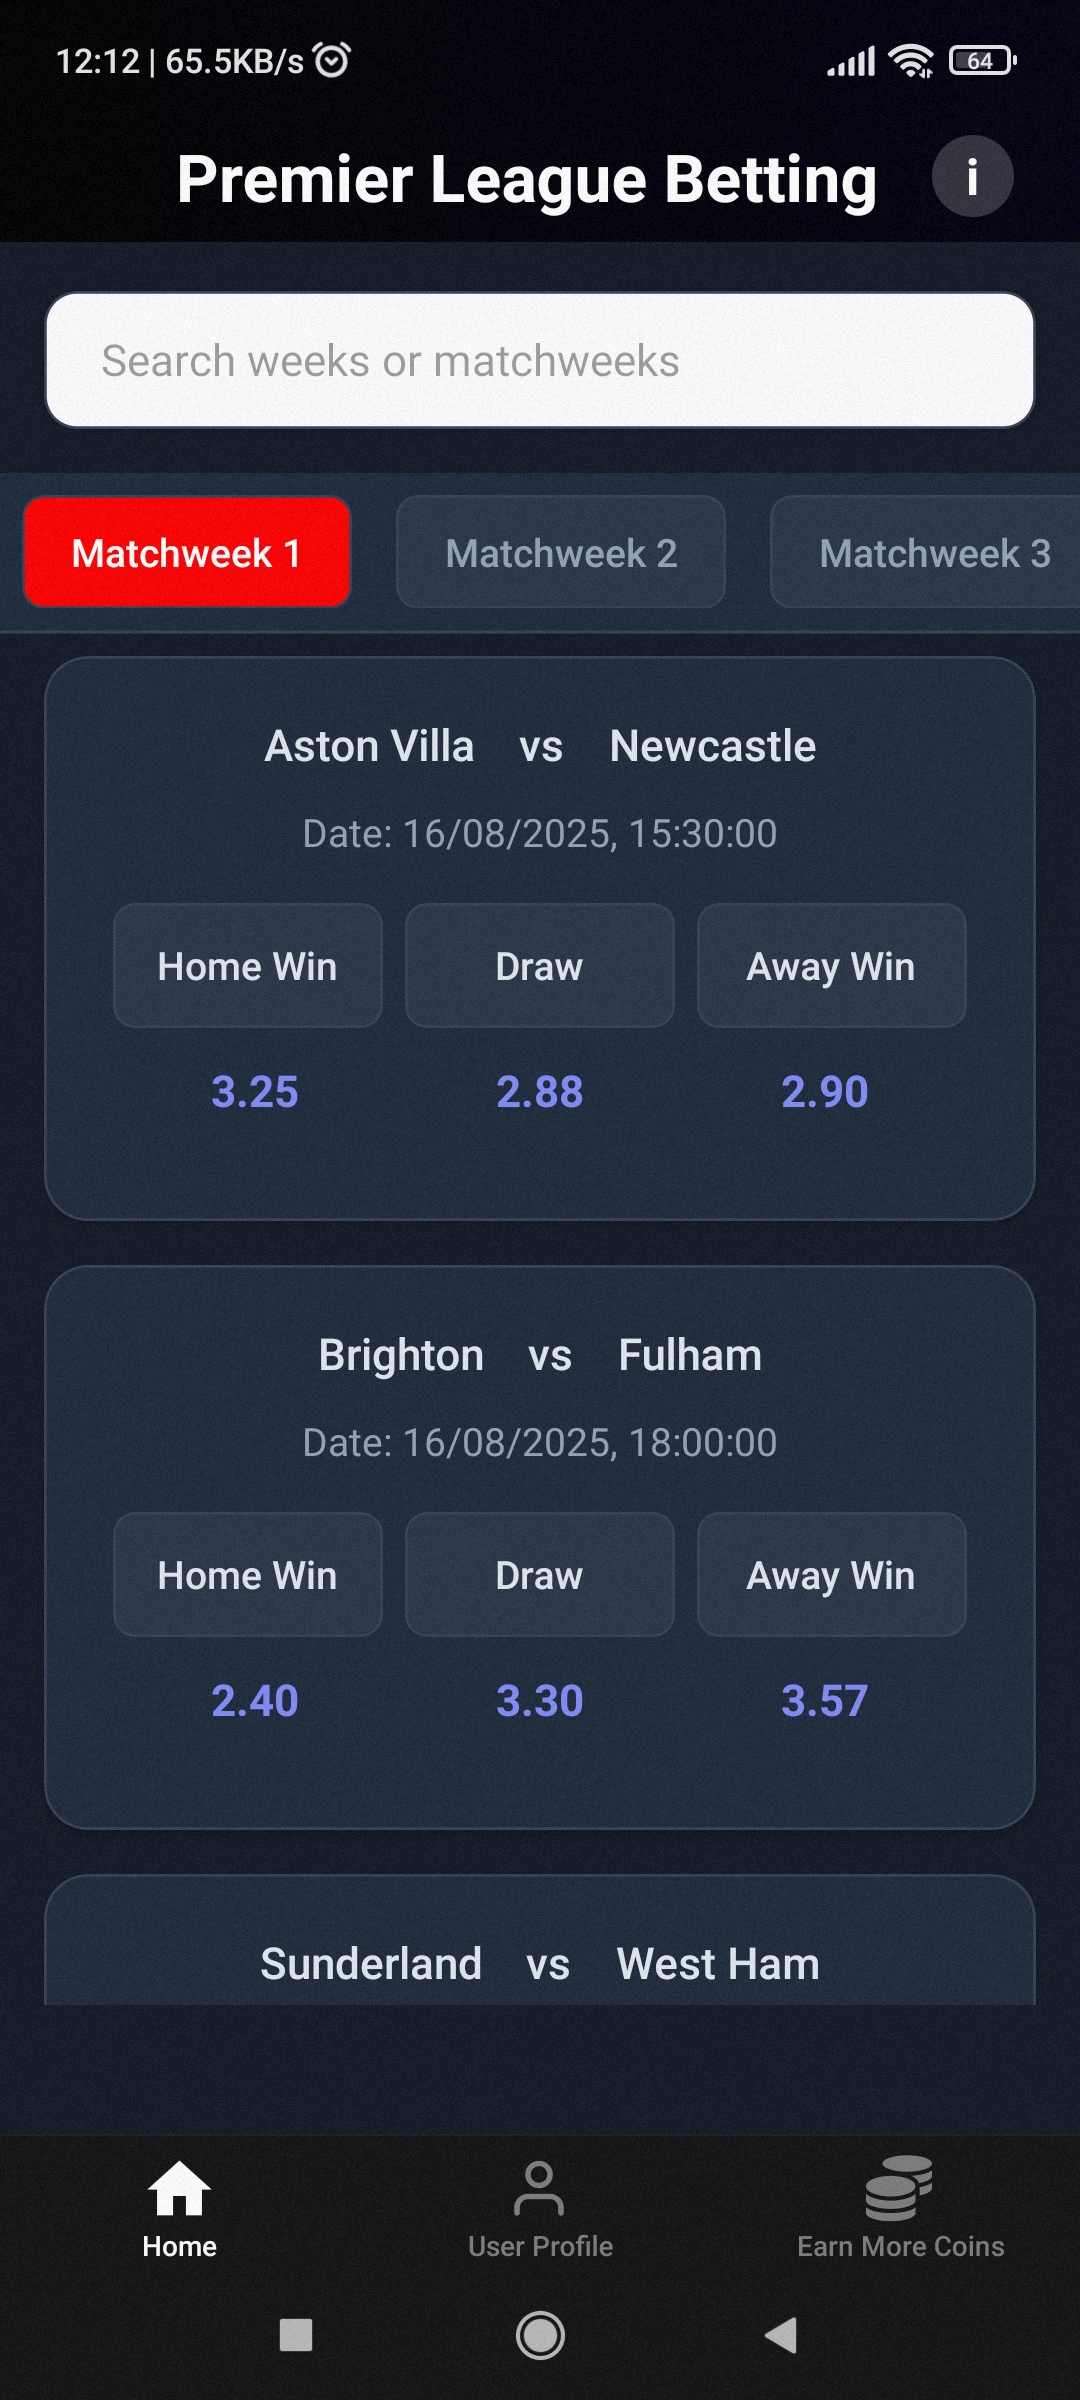 12:12 | 65.5KB/s
64
Premier League Betting
i
Search weeks or matchweeks
Matchweek 1 Matchweek 2 Matchweek 3
Aston Villa vs Newcastle
Date: 16/08/2025, 15:30:00
Home Win Draw Away Win
3.25 2.88 2.90
Brighton vs Fulham
Date: 16/08/2025, 18:00:00
Home Win Draw Away Win
2.40 3.30 3.57
Sunderland vs West Ham
Home User Profile Earn More Coins